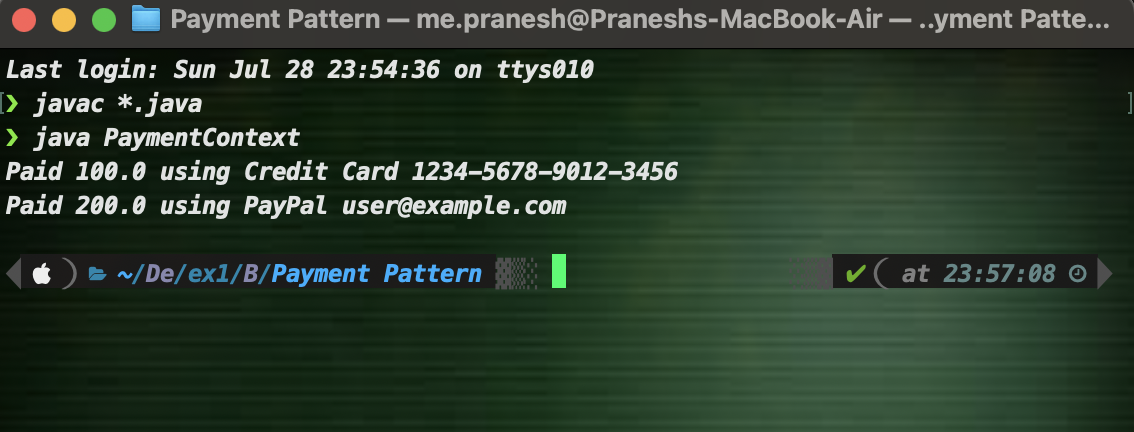 Payment Pattern — me.pranesh@Praneshs-MacBook-Air — ..yment Patte...
Last login: Sun Jul 28 23:54:36 on ttys010
[❯ javac *.java ]
❯ java PaymentContext
Paid 100.0 using Credit Card 1234-5678-9012-3456
Paid 200.0 using PayPal user@example.com
~/De/ex1/B/Payment Pattern ✔ at 23:57:08